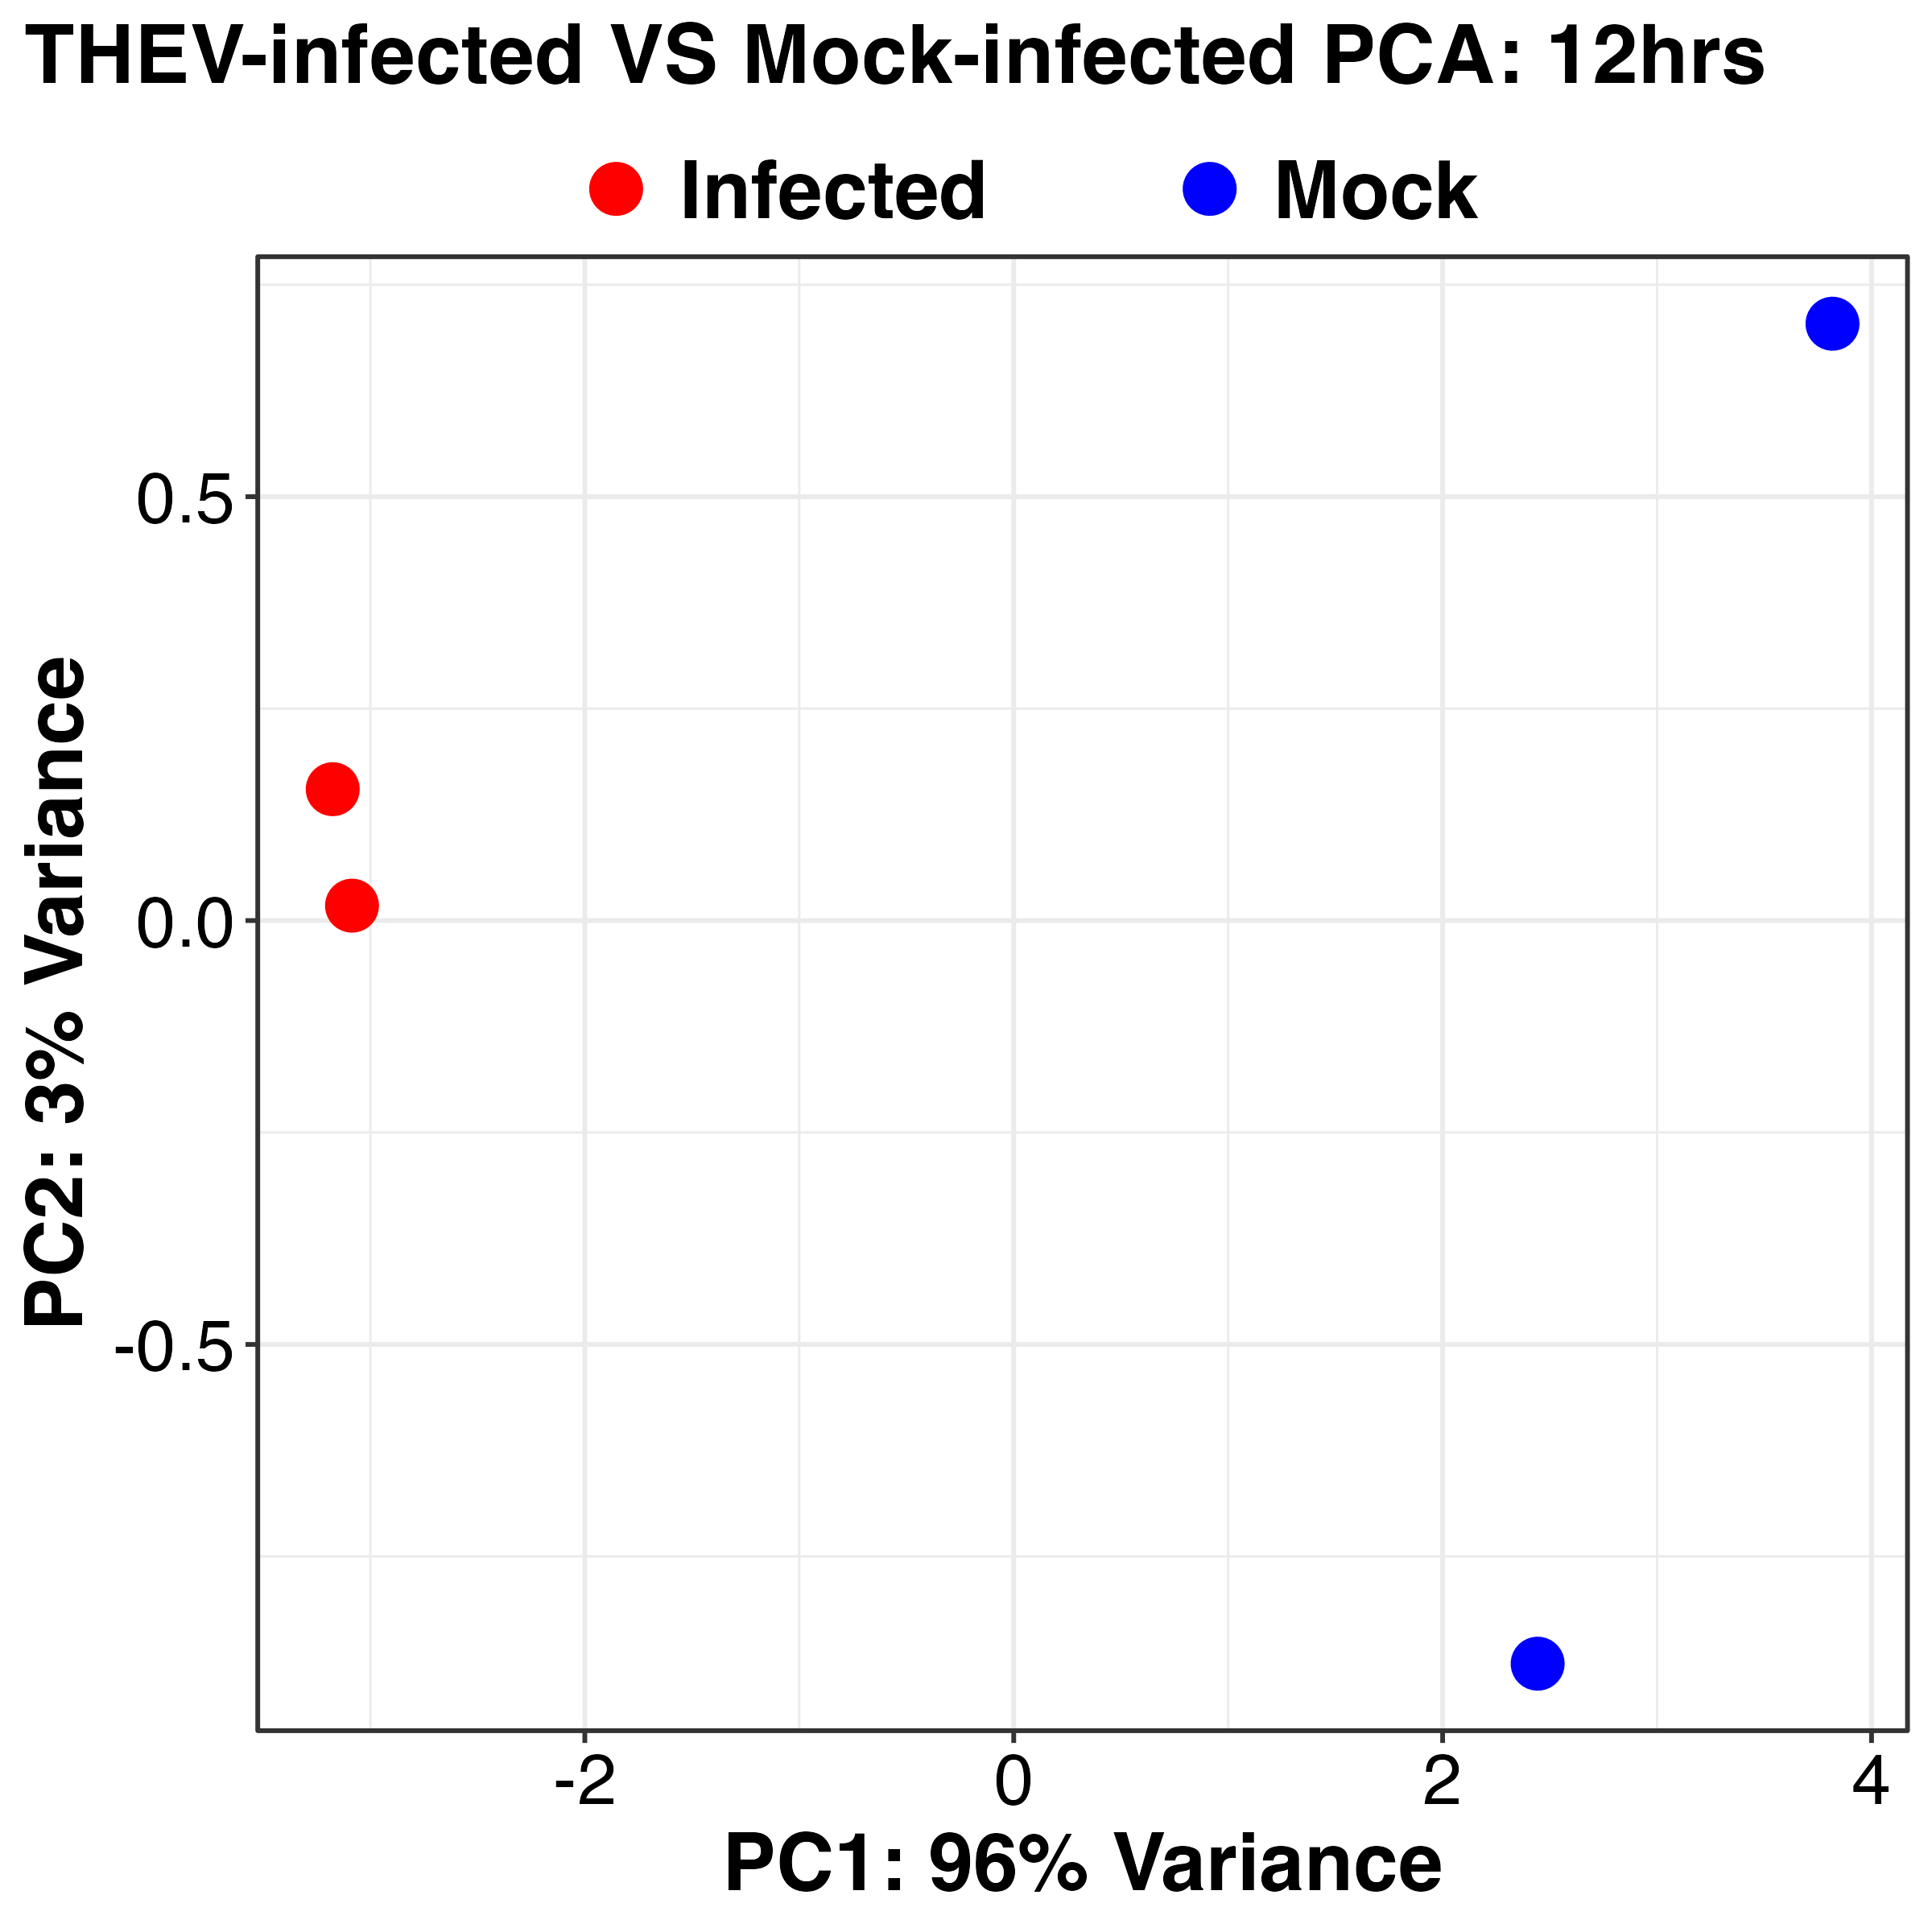 THEV-infected VS Mock-infected PCA: 12hrs
Infected Mock
PC2: 3% Variance
0.5
0.0
-0.5
-2 0 2 4
PC1: 96% Variance